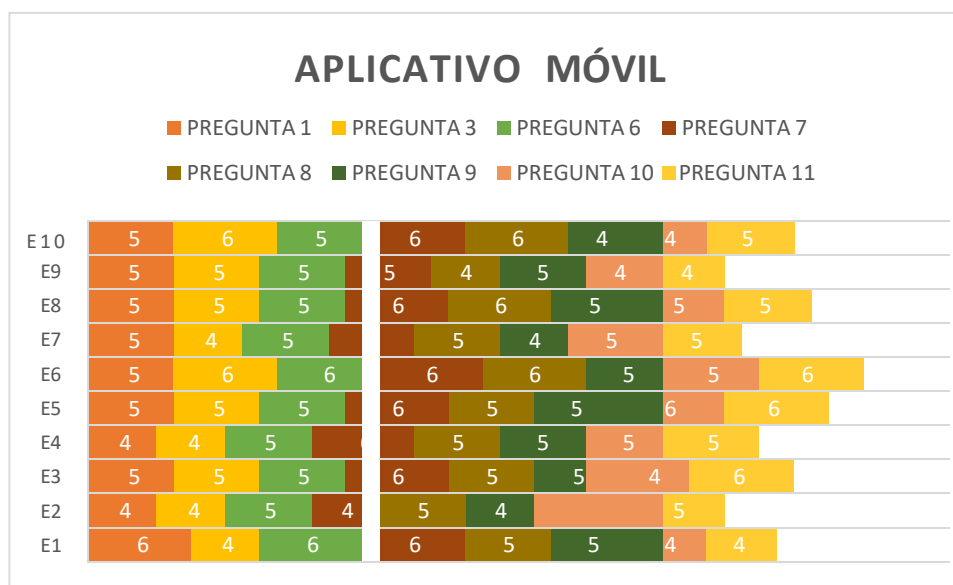 APLICATIVO MÓVIL
PREGUNTA 1 PREGUNTA 3 PREGUNTA 6 PREGUNTA 7
PREGUNTA 8 PREGUNTA 9 PREGUNTA 10 PREGUNTA 11
E10 5 6 5 6 6 4 4 5
E9 5 5 5 5 4 5 4 4
E8 5 5 5 6 6 5 5 5
E7 5 4 5 5 4 5 5
E6 5 6 6 6 6 5 5 6
E5 5 5 5 6 5 5 6 6
E4 4 4 5 5 5 5 5
E3 5 5 5 6 5 5 4 6
E2 4 4 5 4 5 4 5
E1 6 4 6 6 5 5 4 4